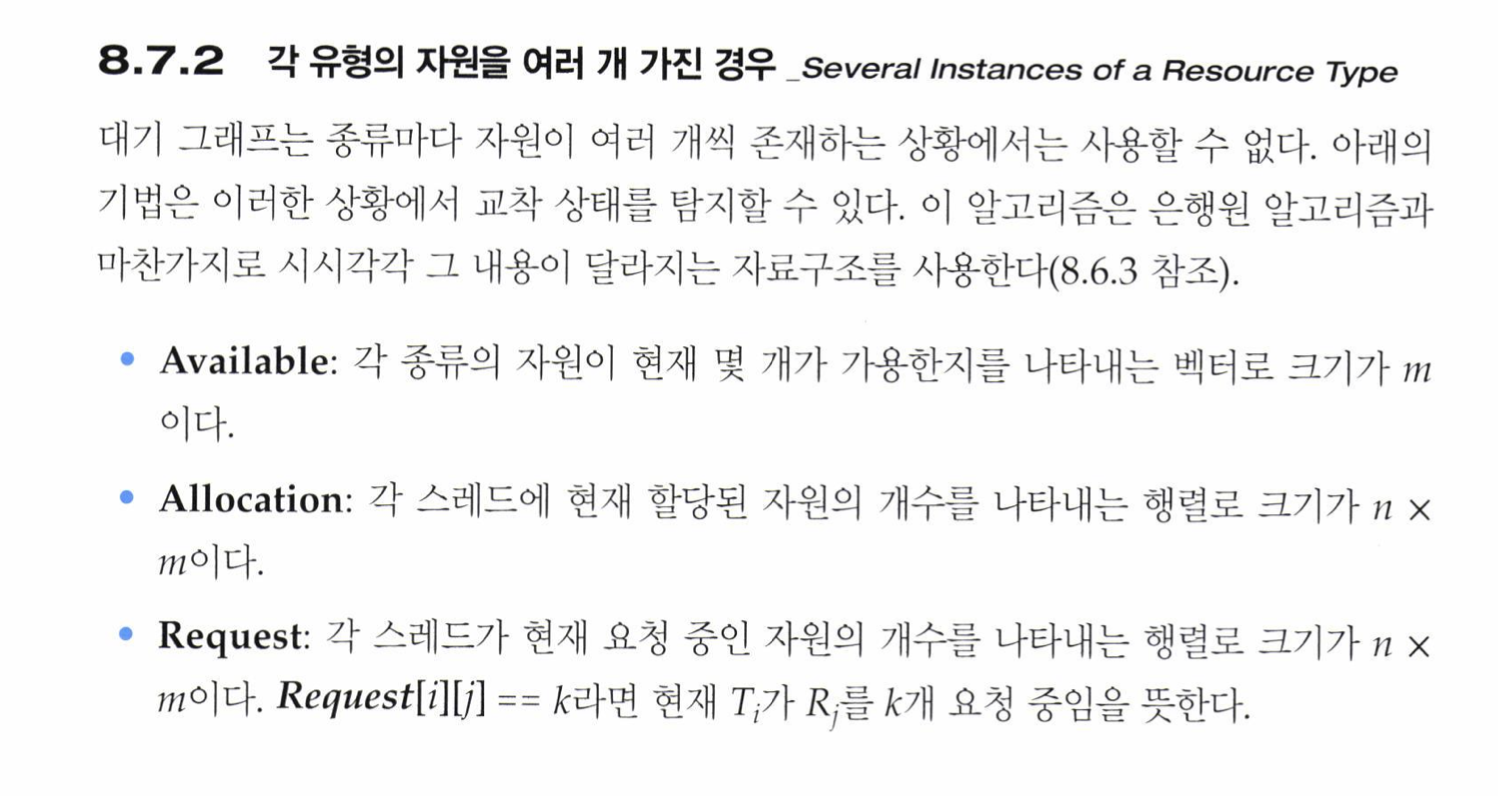 8.7.2 각 유형의 자원을 여러 개 가진 경우 _Several Instances of a Resource Type
대기 그래프는 종류마다 자원이 여러 개씩 존재하는 상황에서는 사용할 수 없다. 아래의
기법은 이러한 상황에서 교착 상태를 탐지할 수 있다. 이 알고리즘은 은행원 알고리즘과
마찬가지로 시시각각 그 내용이 달라지는 자료구조를 사용한다(8.6.3 참조).
• Available: 각 종류의 자원이 현재 몇 개가 가용한지를 나타내는 벡터로 크기가 m
이다.
• Allocation: 각 스레드에 현재 할당된 자원의 개수를 나타내는 행렬로 크기가 n ×
m이다.
• Request: 각 스레드가 현재 요청 중인 자원의 개수를 나타내는 행렬로 크기가 n ×
m이다. Request[i][j] == k라면 현재 Tᵢ가 Rⱼ를 k개 요청 중임을 뜻한다.